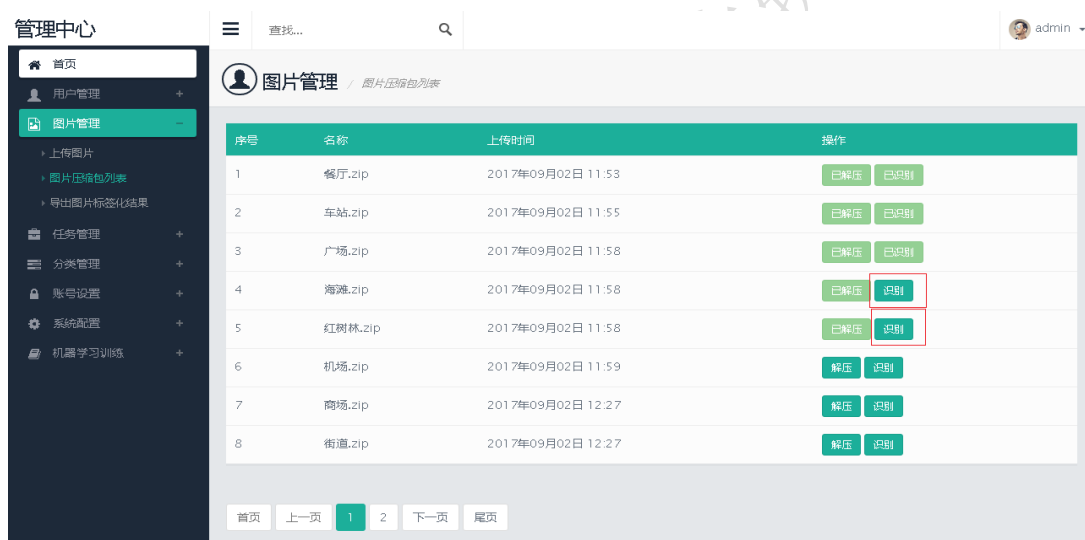 管理中心
查找...
admin
首页
用户管理 +
图片管理 −
上传图片
图片压缩包列表
导出图片标签化结果
任务管理 +
分类管理 +
账号设置 +
系统配置 +
机器学习训练 +
图片管理 / 图片压缩包列表
序号 名称 上传时间 操作
1 餐厅.zip 2017年09月02日 11:53 已解压 已识别
2 车站.zip 2017年09月02日 11:55 已解压 已识别
3 广场.zip 2017年09月02日 11:58 已解压 已识别
4 海滩.zip 2017年09月02日 11:58 已解压 识别
5 红树林.zip 2017年09月02日 11:58 已解压 识别
6 机场.zip 2017年09月02日 11:59 解压 识别
7 商场.zip 2017年09月02日 12:27 解压 识别
8 街道.zip 2017年09月02日 12:27 解压 识别
首页 上一页 1 2 下一页 尾页